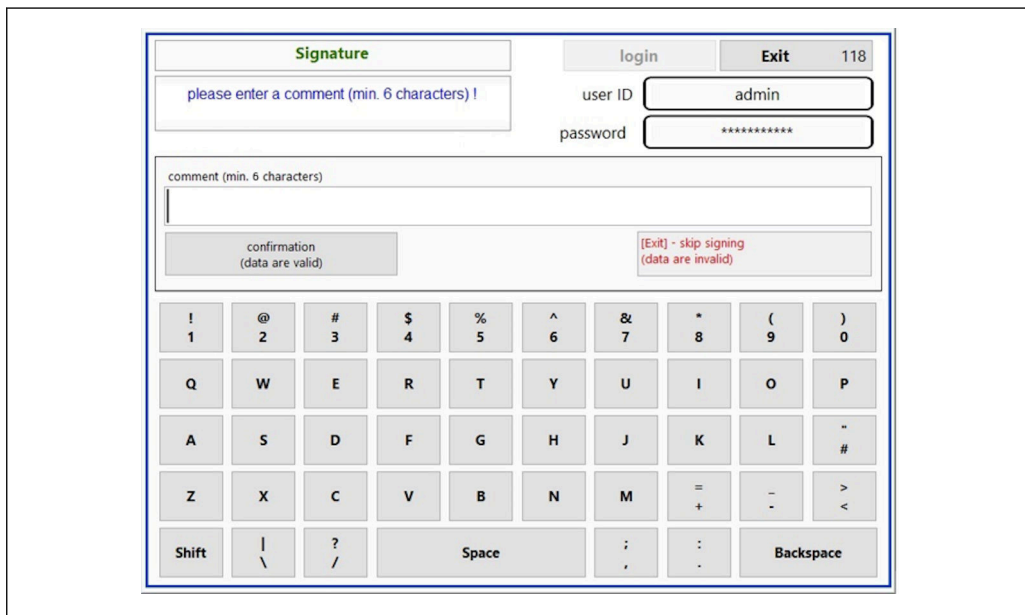 Signature
login
Exit 118
please enter a comment (min. 6 characters) !
user ID admin
password ***********
comment (min. 6 characters)
confirmation
(data are valid)
[Exit] - skip signing
(data are invalid)
! @ # $ % ^ & * ( )
1 2 3 4 5 6 7 8 9 0
Q W E R T Y U I O P
A S D F G H J K L " #
Z X C V B N M = + _ - > <
Shift | \ ? / Space ; , : . Backspace